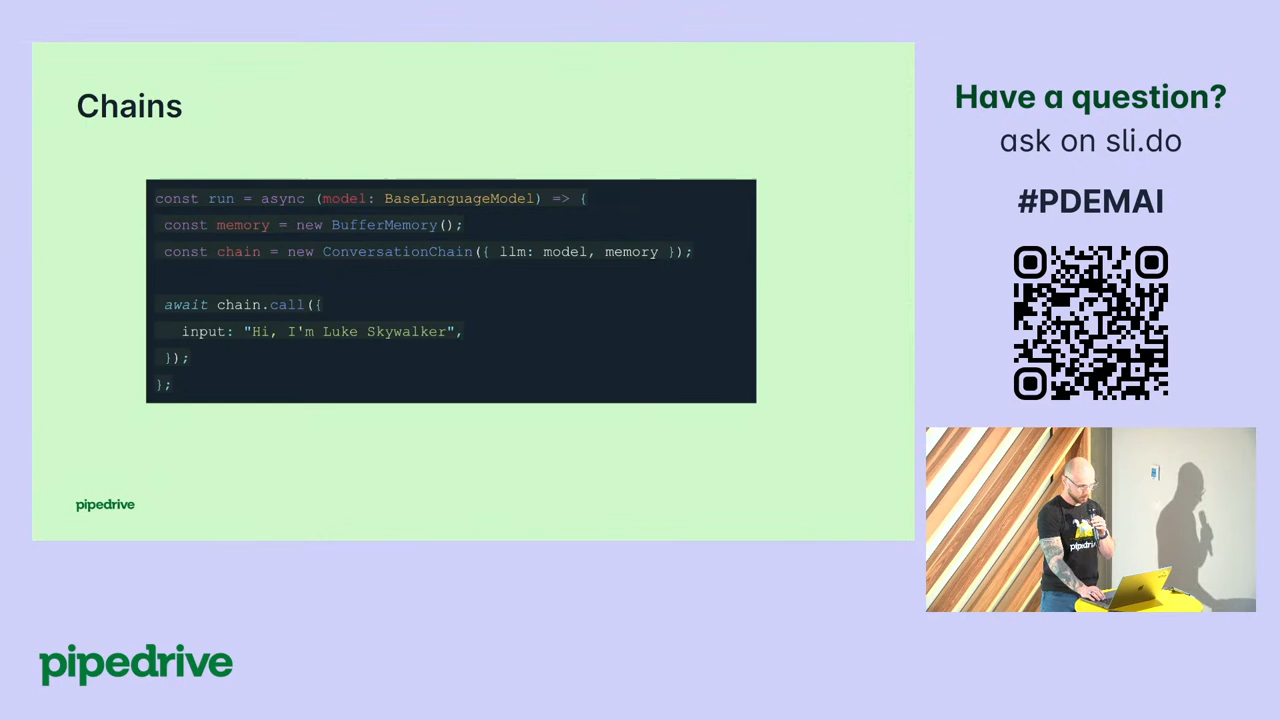 Chains
const run = async (model: BaseLanguageModel) => {
const memory = new BufferMemory();
const chain = new ConversationChain({ llm: model, memory });
await chain.call({
input: "Hi, I'm Luke Skywalker",
});
};
pipedrive
Have a question?
ask on sli.do
#PDEMAI
pipedrive
pipedrive